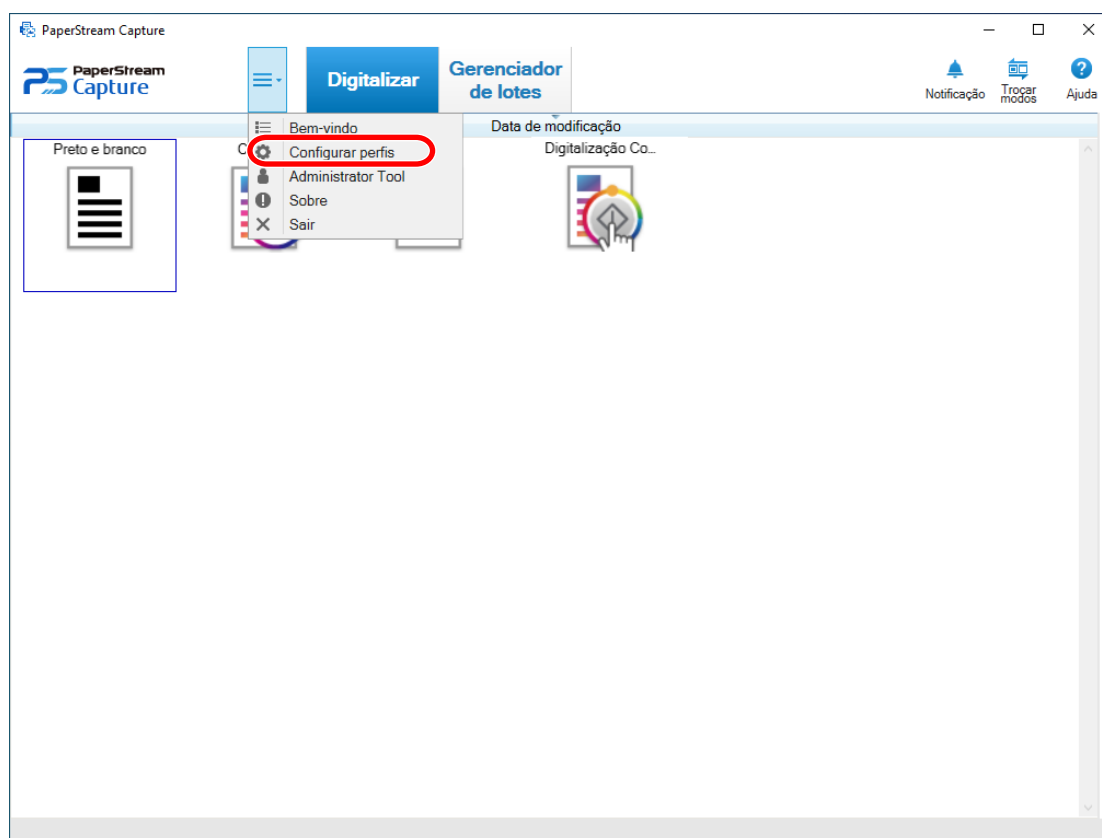 PaperStream Capture
PaperStream
Capture
Digitalizar
Gerenciador
de lotes
Notificação
Trocar
modos
Ajuda
Data de modificação
Bem-vindo
Configurar perfis
Administrator Tool
Sobre
Sair
Preto e branco
Digitalização Co...